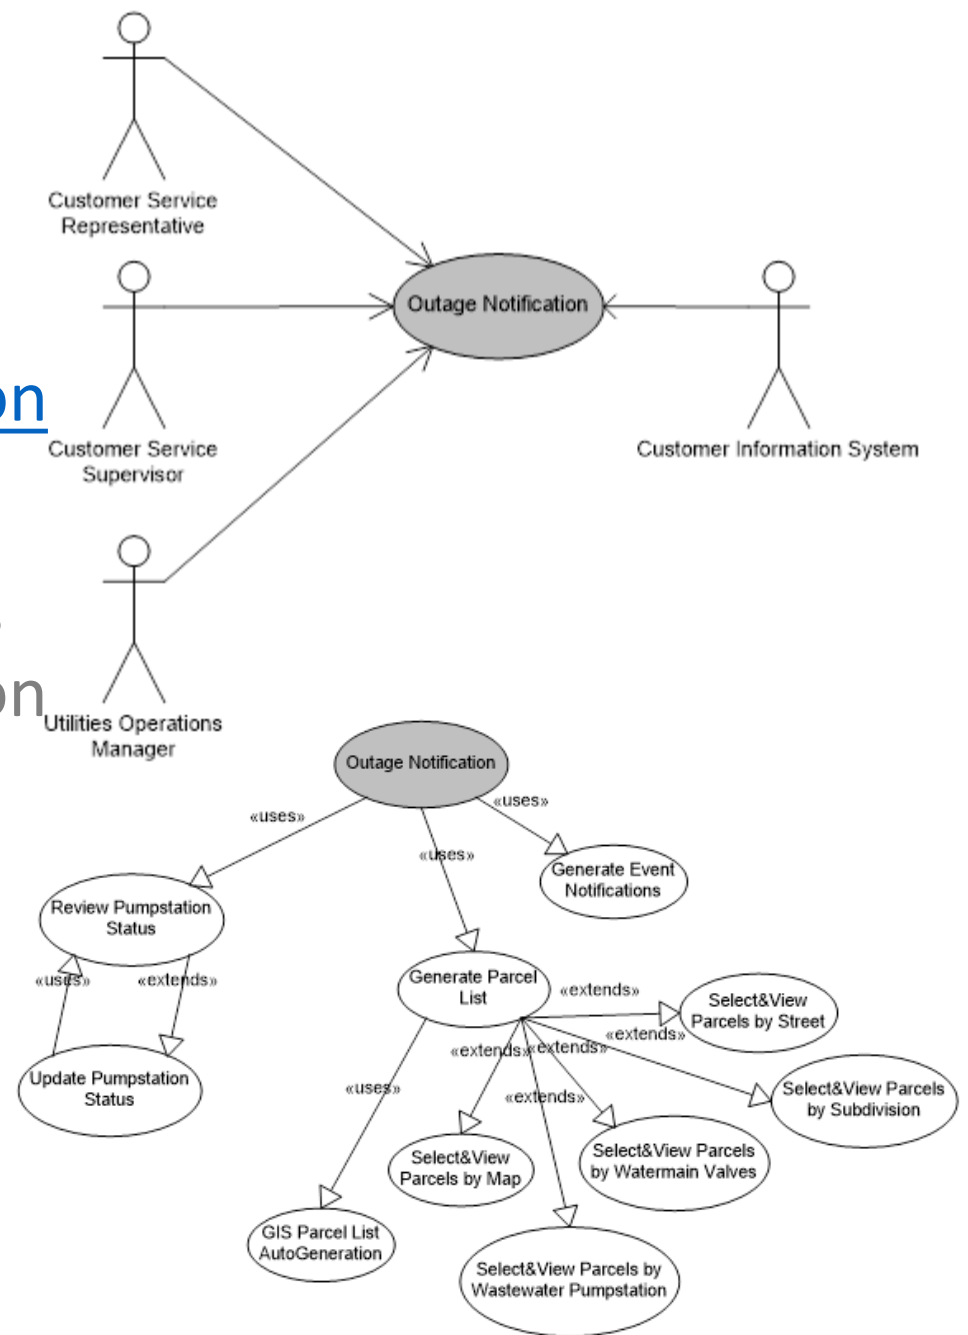 Customer Service
Representative
Outage Notification
on
Customer Service
Supervisor
Customer Information System
on
Utilities Operations
Manager
Outage Notification
«uses»
«uses»
«uses»
Generate Event
Notifications
Review Pumpstation
Status
«uses»
«extends»
Generate Parcel
List
«extends»
Select&View
Parcels by Street
«extends»
«extends»
«extends»
Update Pumpstation
Status
«uses»
«extends»
Select&View Parcels
by Subdivision
Select&View
Parcels by Map
Select&View Parcels
by Watermain Valves
GIS Parcel List
AutoGeneration
Select&View Parcels by
Wastewater Pumpstation